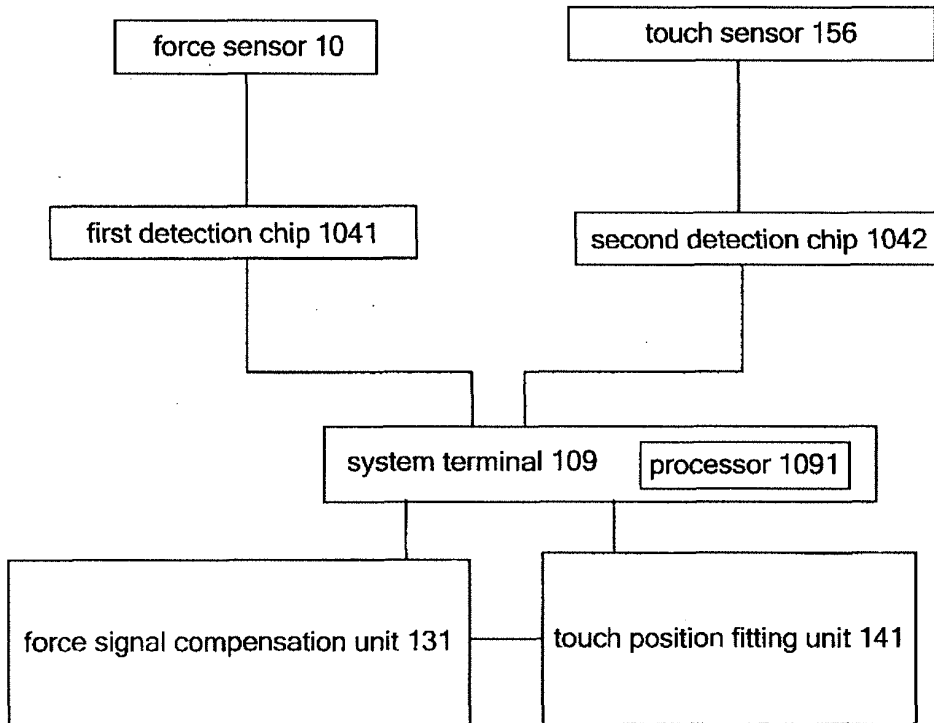 force sensor 10
touch sensor 156
first detection chip 1041
second detection chip 1042
system terminal 109
processor 1091
force signal compensation unit 131
touch position fitting unit 141